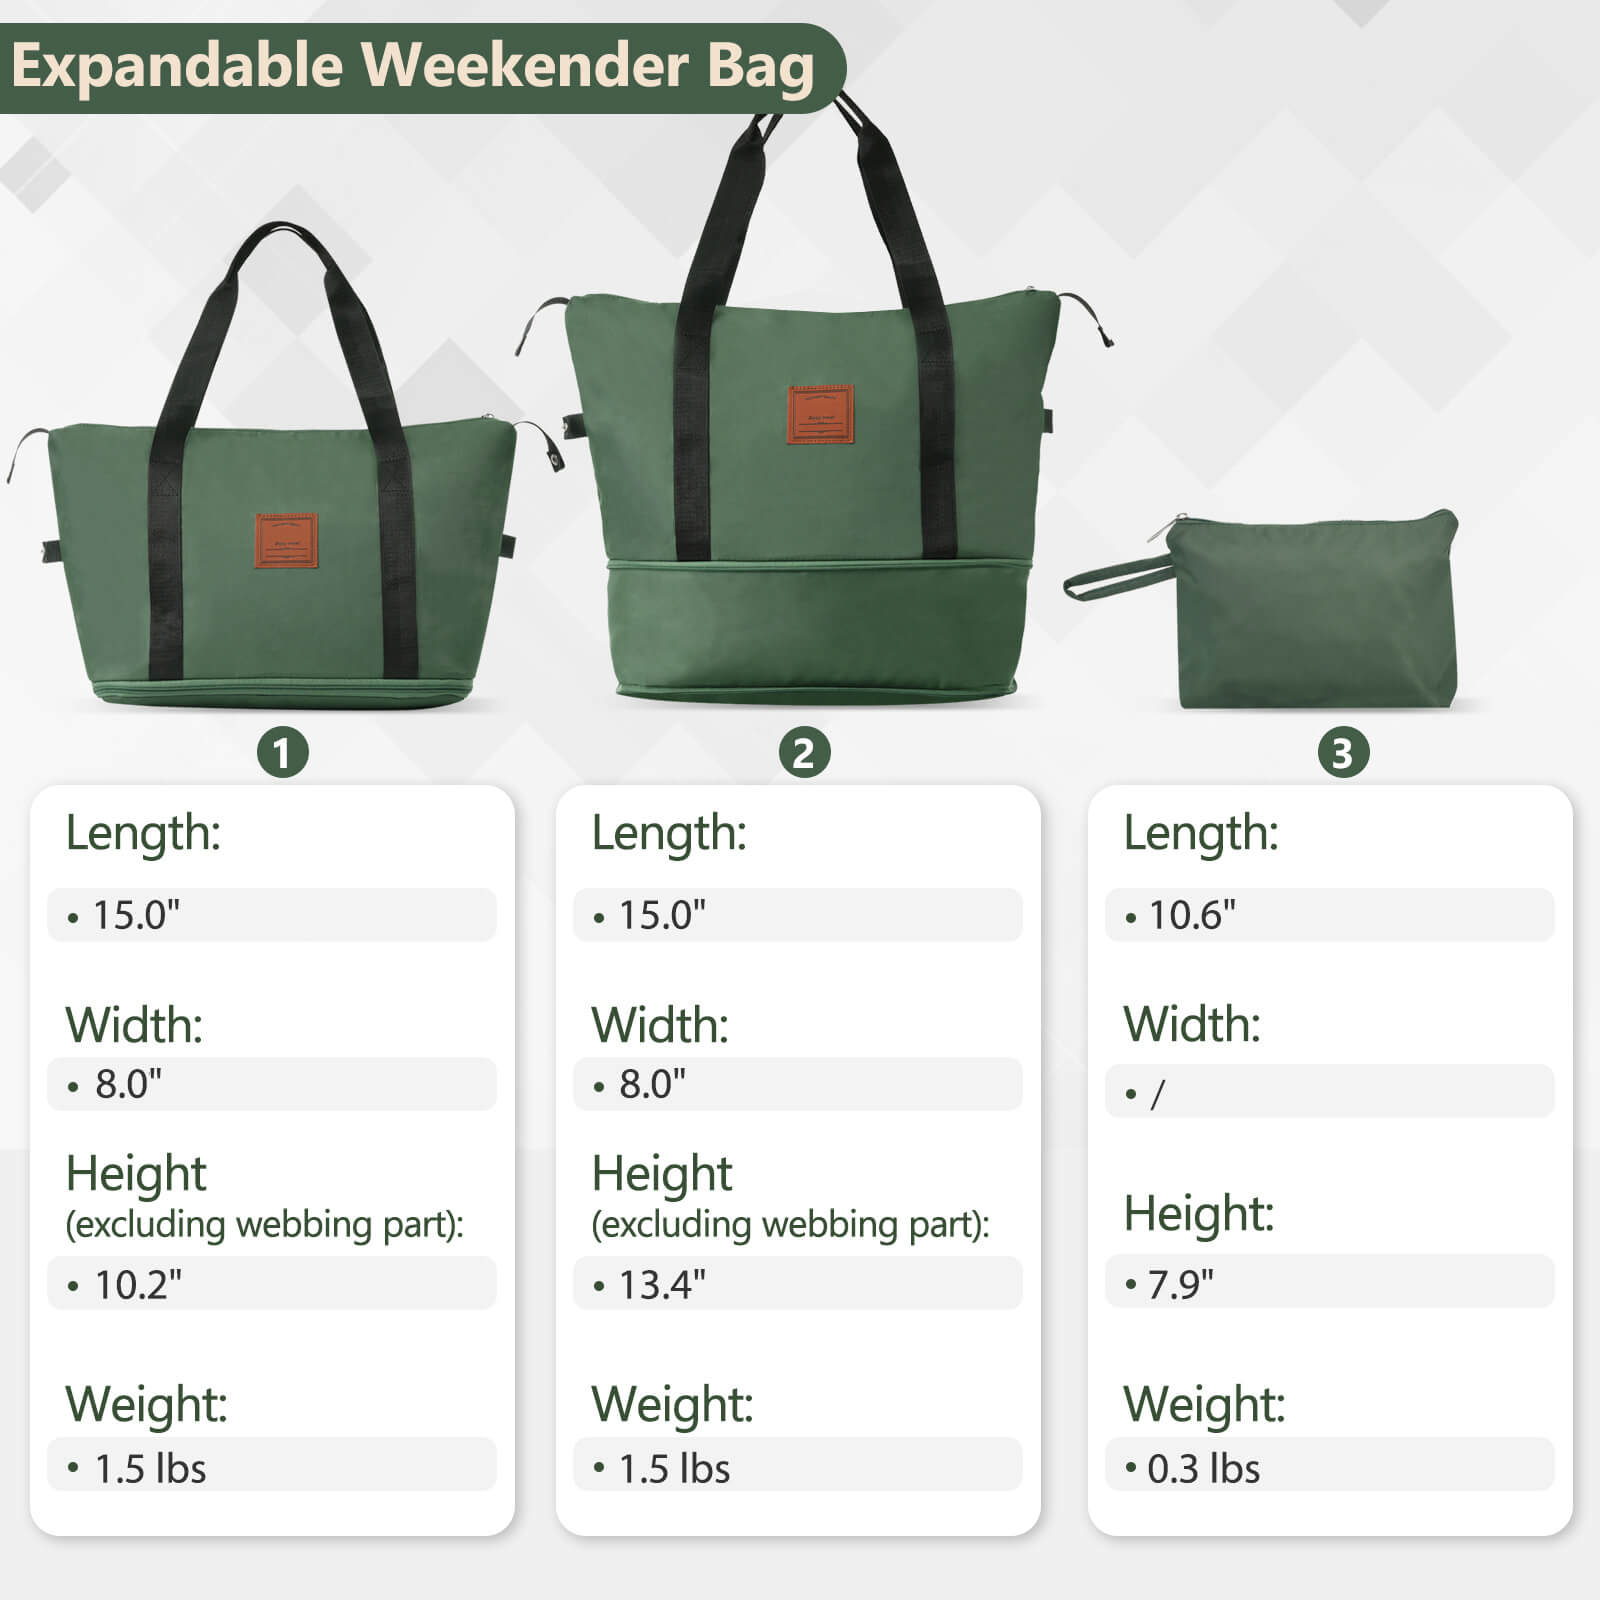 Expandable Weekender Bag
1
2
3
Length:
• 15.0"
Width:
• 8.0"
Height
(excluding webbing part):
• 10.2"
Weight:
• 1.5 lbs
Length:
• 15.0"
Width:
• 8.0"
Height
(excluding webbing part):
• 13.4"
Weight:
• 1.5 lbs
Length:
• 10.6"
Width:
• /
Height:
• 7.9"
Weight:
• 0.3 lbs